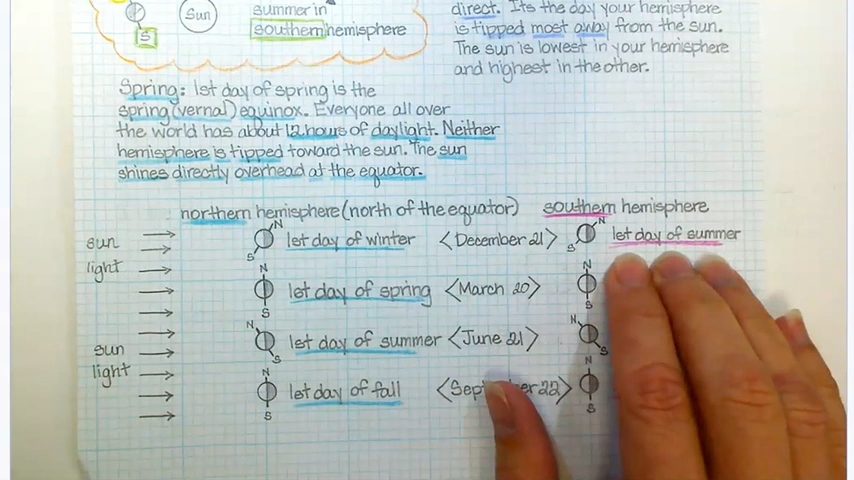 S
Sun
summer in
southern hemisphere
direct. Its the day your hemisphere
is tipped most away from the sun.
The sun is lowest in your hemisphere
and highest in the other.
Spring: 1st day of spring is the
spring (vernal) equinox. Everyone all over
the world has about 12 hours of daylight. Neither
hemisphere is tipped toward the sun. The sun
shines directly overhead at the equator.
northern hemisphere (north of the equator) southern hemisphere
sun
light
N
S
1st day of winter <December 21>
N
S
1st day of summer
N
S
1st day of spring <March 20>
N
S
sun
light
N
S
1st day of summer <June 21>
N
S
N
S
1st day of fall <September 22>
N
S